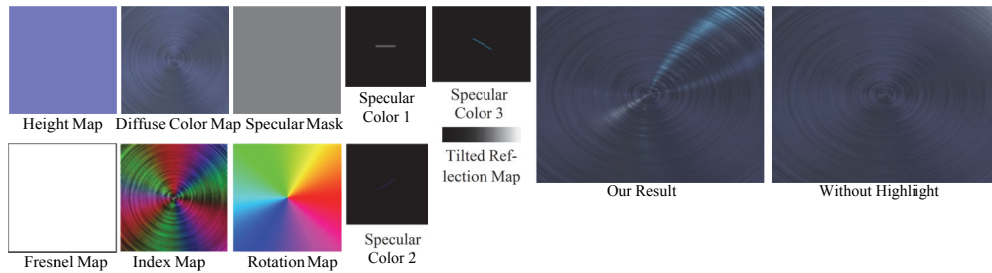 Height Map
Diffuse Color Map
Specular Mask
Specular
Color 1
Specular
Color 3
Tilted Ref-
lection Map
Fresnel Map
Index Map
Rotation Map
Specular
Color 2
Our Result
Without Highlight